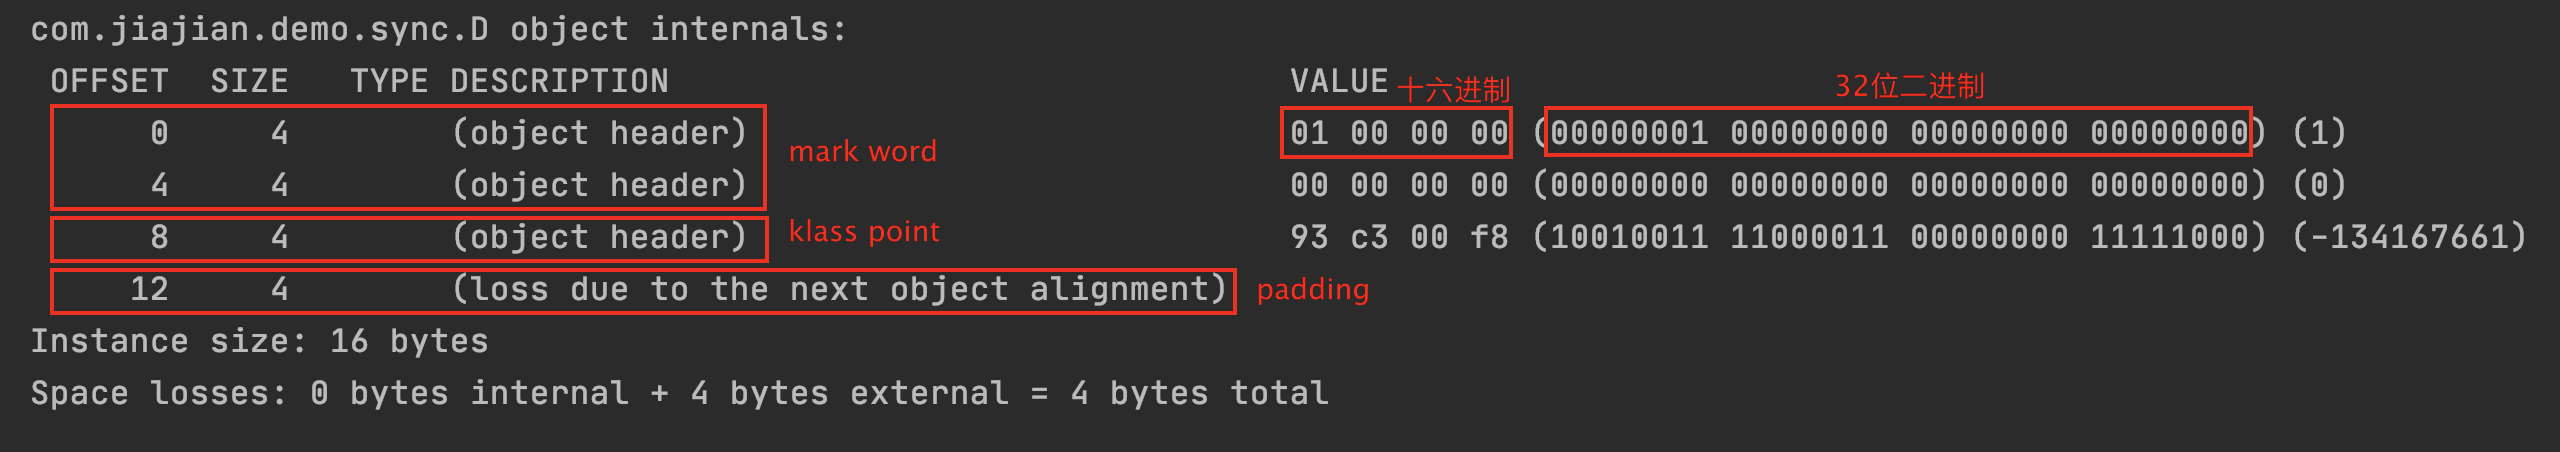 com.jiajian.demo.sync.D object internals:
OFFSET SIZE TYPE DESCRIPTION VALUE 十六进制 32位二进制
0 4 (object header) 01 00 00 00 (00000001 00000000 00000000 00000000) (1)
mark word
4 4 (object header) 00 00 00 00 (00000000 00000000 00000000 00000000) (0)
8 4 (object header) klass point 93 c3 00 f8 (10010011 11000011 00000000 11111000) (-134167661)
12 4 (loss due to the next object alignment) padding
Instance size: 16 bytes
Space losses: 0 bytes internal + 4 bytes external = 4 bytes total